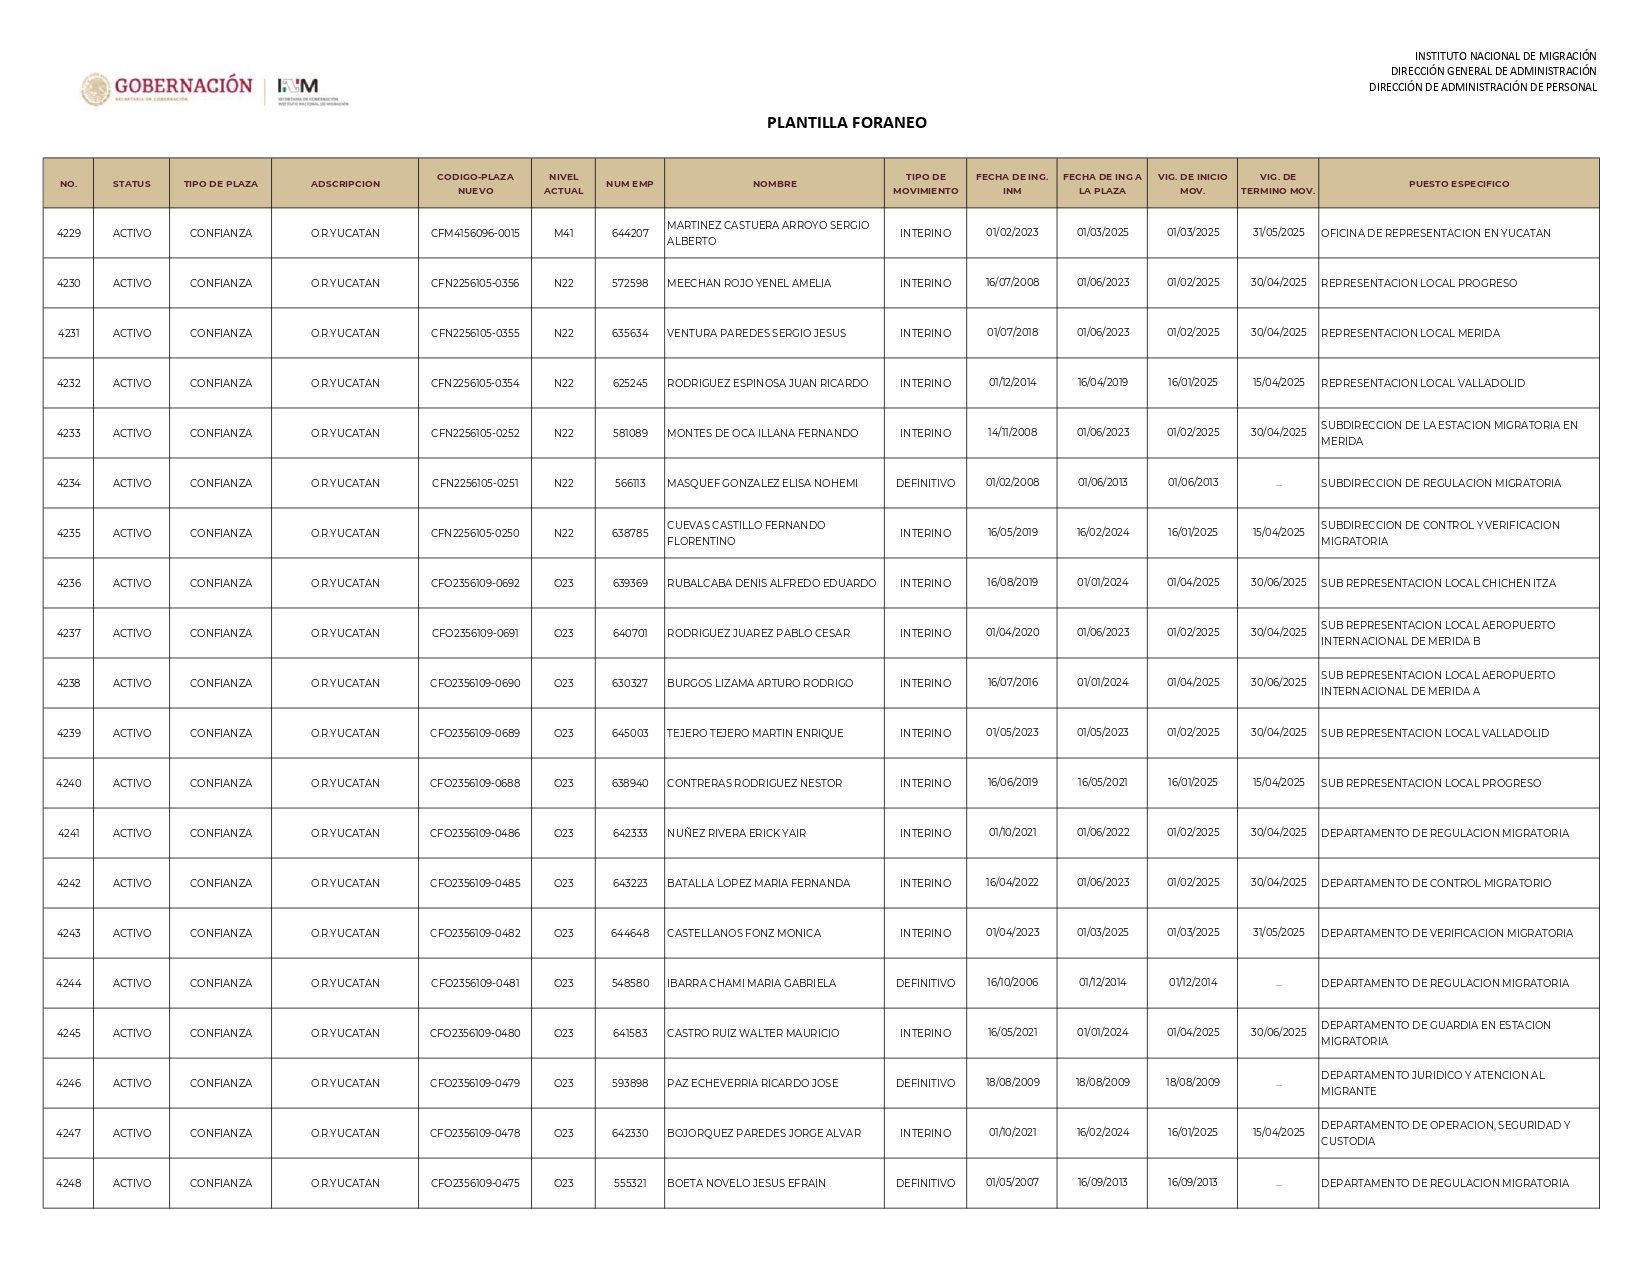 INSTITUTO NACIONAL DE MIGRACIÓN
DIRECCIÓN GENERAL DE ADMINISTRACIÓN
DIRECCIÓN DE ADMINISTRACIÓN DE PERSONAL
GOBERNACIÓN
SECRETARÍA DE GOBERNACIÓN
INM
SECRETARÍA DE GOBERNACIÓN
INSTITUTO NACIONAL DE MIGRACIÓN
PLANTILLA FORANEO
NO. STATUS TIPO DE PLAZA ADSCRIPCION CODIGO-PLAZA NUEVO NIVEL ACTUAL NUM EMP NOMBRE TIPO DE MOVIMIENTO FECHA DE ING. INM FECHA DE ING A LA PLAZA VIG. DE INICIO MOV. VIG. DE TERMINO MOV. PUESTO ESPECIFICO
4229 ACTIVO CONFIANZA O.R.YUCATAN CFM4156096-0015 M41 644207 MARTINEZ CASTUERA ARROYO SERGIO ALBERTO INTERINO 01/02/2023 01/03/2025 01/03/2025 31/05/2025 OFICINA DE REPRESENTACION EN YUCATAN
4230 ACTIVO CONFIANZA O.R.YUCATAN CFN2256105-0356 N22 572598 MEECHAN ROJO YENEL AMELIA INTERINO 16/07/2008 01/06/2023 01/02/2025 30/04/2025 REPRESENTACION LOCAL PROGRESO
4231 ACTIVO CONFIANZA O.R.YUCATAN CFN2256105-0355 N22 635634 VENTURA PAREDES SERGIO JESUS INTERINO 01/07/2018 01/06/2023 01/02/2025 30/04/2025 REPRESENTACION LOCAL MERIDA
4232 ACTIVO CONFIANZA O.R.YUCATAN CFN2256105-0354 N22 625245 RODRIGUEZ ESPINOSA JUAN RICARDO INTERINO 01/12/2014 16/04/2019 16/01/2025 15/04/2025 REPRESENTACION LOCAL VALLADOLID
4233 ACTIVO CONFIANZA O.R.YUCATAN CFN2256105-0252 N22 581089 MONTES DE OCA ILLANA FERNANDO INTERINO 14/11/2008 01/06/2023 01/02/2025 30/04/2025 SUBDIRECCION DE LA ESTACION MIGRATORIA EN MERIDA
4234 ACTIVO CONFIANZA O.R.YUCATAN CFN2256105-0251 N22 566113 MASQUEF GONZALEZ ELISA NOHEMI DEFINITIVO 01/02/2008 01/06/2013 01/06/2013 ... SUBDIRECCION DE REGULACION MIGRATORIA
4235 ACTIVO CONFIANZA O.R.YUCATAN CFN2256105-0250 N22 638785 CUEVAS CASTILLO FERNANDO FLORENTINO INTERINO 16/05/2019 16/02/2024 16/01/2025 15/04/2025 SUBDIRECCION DE CONTROL Y VERIFICACION MIGRATORIA
4236 ACTIVO CONFIANZA O.R.YUCATAN CFO2356109-0692 O23 639369 RUBALCABA DENIS ALFREDO EDUARDO INTERINO 16/08/2019 01/01/2024 01/04/2025 30/06/2025 SUB REPRESENTACION LOCAL CHICHEN ITZA
4237 ACTIVO CONFIANZA O.R.YUCATAN CFO2356109-0691 O23 640701 RODRIGUEZ JUAREZ PABLO CESAR INTERINO 01/04/2020 01/06/2023 01/02/2025 30/04/2025 SUB REPRESENTACION LOCAL AEROPUERTO INTERNACIONAL DE MERIDA B
4238 ACTIVO CONFIANZA O.R.YUCATAN CFO2356109-0690 O23 630327 BURGOS LIZAMA ARTURO RODRIGO INTERINO 16/07/2016 01/01/2024 01/04/2025 30/06/2025 SUB REPRESENTACION LOCAL AEROPUERTO INTERNACIONAL DE MERIDA A
4239 ACTIVO CONFIANZA O.R.YUCATAN CFO2356109-0689 O23 645003 TEJERO TEJERO MARTIN ENRIQUE INTERINO 01/05/2023 01/05/2023 01/02/2025 30/04/2025 SUB REPRESENTACION LOCAL VALLADOLID
4240 ACTIVO CONFIANZA O.R.YUCATAN CFO2356109-0688 O23 638940 CONTRERAS RODRIGUEZ NESTOR INTERINO 16/06/2019 16/05/2021 16/01/2025 15/04/2025 SUB REPRESENTACION LOCAL PROGRESO
4241 ACTIVO CONFIANZA O.R.YUCATAN CFO2356109-0486 O23 642333 NUÑEZ RIVERA ERICK YAIR INTERINO 01/10/2021 01/06/2022 01/02/2025 30/04/2025 DEPARTAMENTO DE REGULACION MIGRATORIA
4242 ACTIVO CONFIANZA O.R.YUCATAN CFO2356109-0485 O23 643223 BATALLA LOPEZ MARIA FERNANDA INTERINO 16/04/2022 01/06/2023 01/02/2025 30/04/2025 DEPARTAMENTO DE CONTROL MIGRATORIO
4243 ACTIVO CONFIANZA O.R.YUCATAN CFO2356109-0482 O23 644648 CASTELLANOS FONZ MONICA INTERINO 01/04/2023 01/03/2025 01/03/2025 31/05/2025 DEPARTAMENTO DE VERIFICACION MIGRATORIA
4244 ACTIVO CONFIANZA O.R.YUCATAN CFO2356109-0481 O23 548580 IBARRA CHAMI MARIA GABRIELA DEFINITIVO 16/10/2006 01/12/2014 01/12/2014 ... DEPARTAMENTO DE REGULACION MIGRATORIA
4245 ACTIVO CONFIANZA O.R.YUCATAN CFO2356109-0480 O23 641583 CASTRO RUIZ WALTER MAURICIO INTERINO 16/05/2021 01/01/2024 01/04/2025 30/06/2025 DEPARTAMENTO DE GUARDIA EN ESTACION MIGRATORIA
4246 ACTIVO CONFIANZA O.R.YUCATAN CFO2356109-0479 O23 593898 PAZ ECHEVERRIA RICARDO JOSE DEFINITIVO 18/08/2009 18/08/2009 18/08/2009 ... DEPARTAMENTO JURIDICO Y ATENCION AL MIGRANTE
4247 ACTIVO CONFIANZA O.R.YUCATAN CFO2356109-0478 O23 642330 BOJORQUEZ PAREDES JORGE ALVAR INTERINO 01/10/2021 16/02/2024 16/01/2025 15/04/2025 DEPARTAMENTO DE OPERACION, SEGURIDAD Y CUSTODIA
4248 ACTIVO CONFIANZA O.R.YUCATAN CFO2356109-0475 O23 555321 BOETA NOVELO JESUS EFRAIN DEFINITIVO 01/05/2007 16/09/2013 16/09/2013 ... DEPARTAMENTO DE REGULACION MIGRATORIA